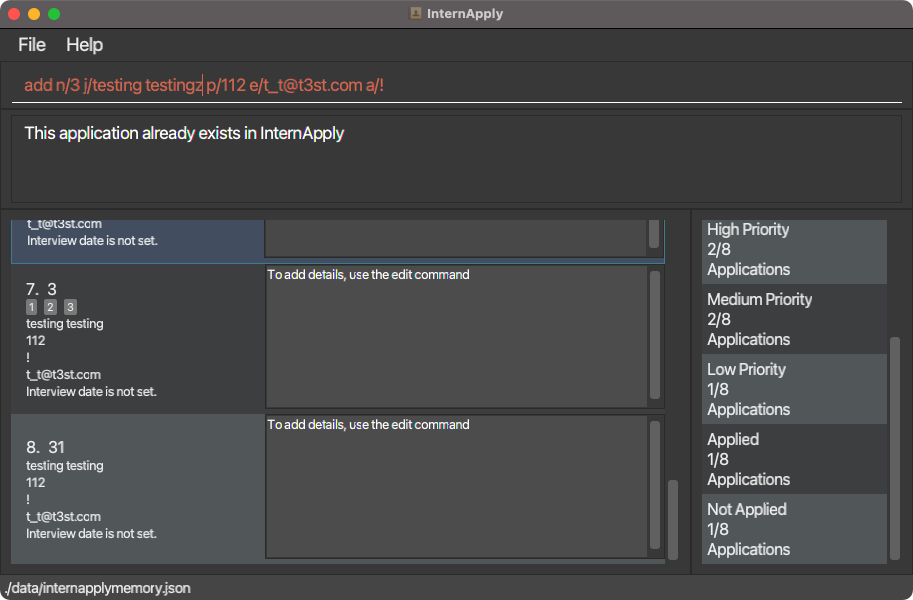 InternApply
File Help
add n/3 j/testing testingz p/112 e/t_t@t3st.com a/!
This application already exists in InternApply
t_t@t3st.com
Interview date is not set.
7. 3
1 2 3
testing testing
112
!
t_t@t3st.com
Interview date is not set.
To add details, use the edit command
8. 31
testing testing
112
!
t_t@t3st.com
Interview date is not set.
To add details, use the edit command
High Priority
2/8
Applications
Medium Priority
2/8
Applications
Low Priority
1/8
Applications
Applied
1/8
Applications
Not Applied
1/8
Applications
./data/internapplymemory.json